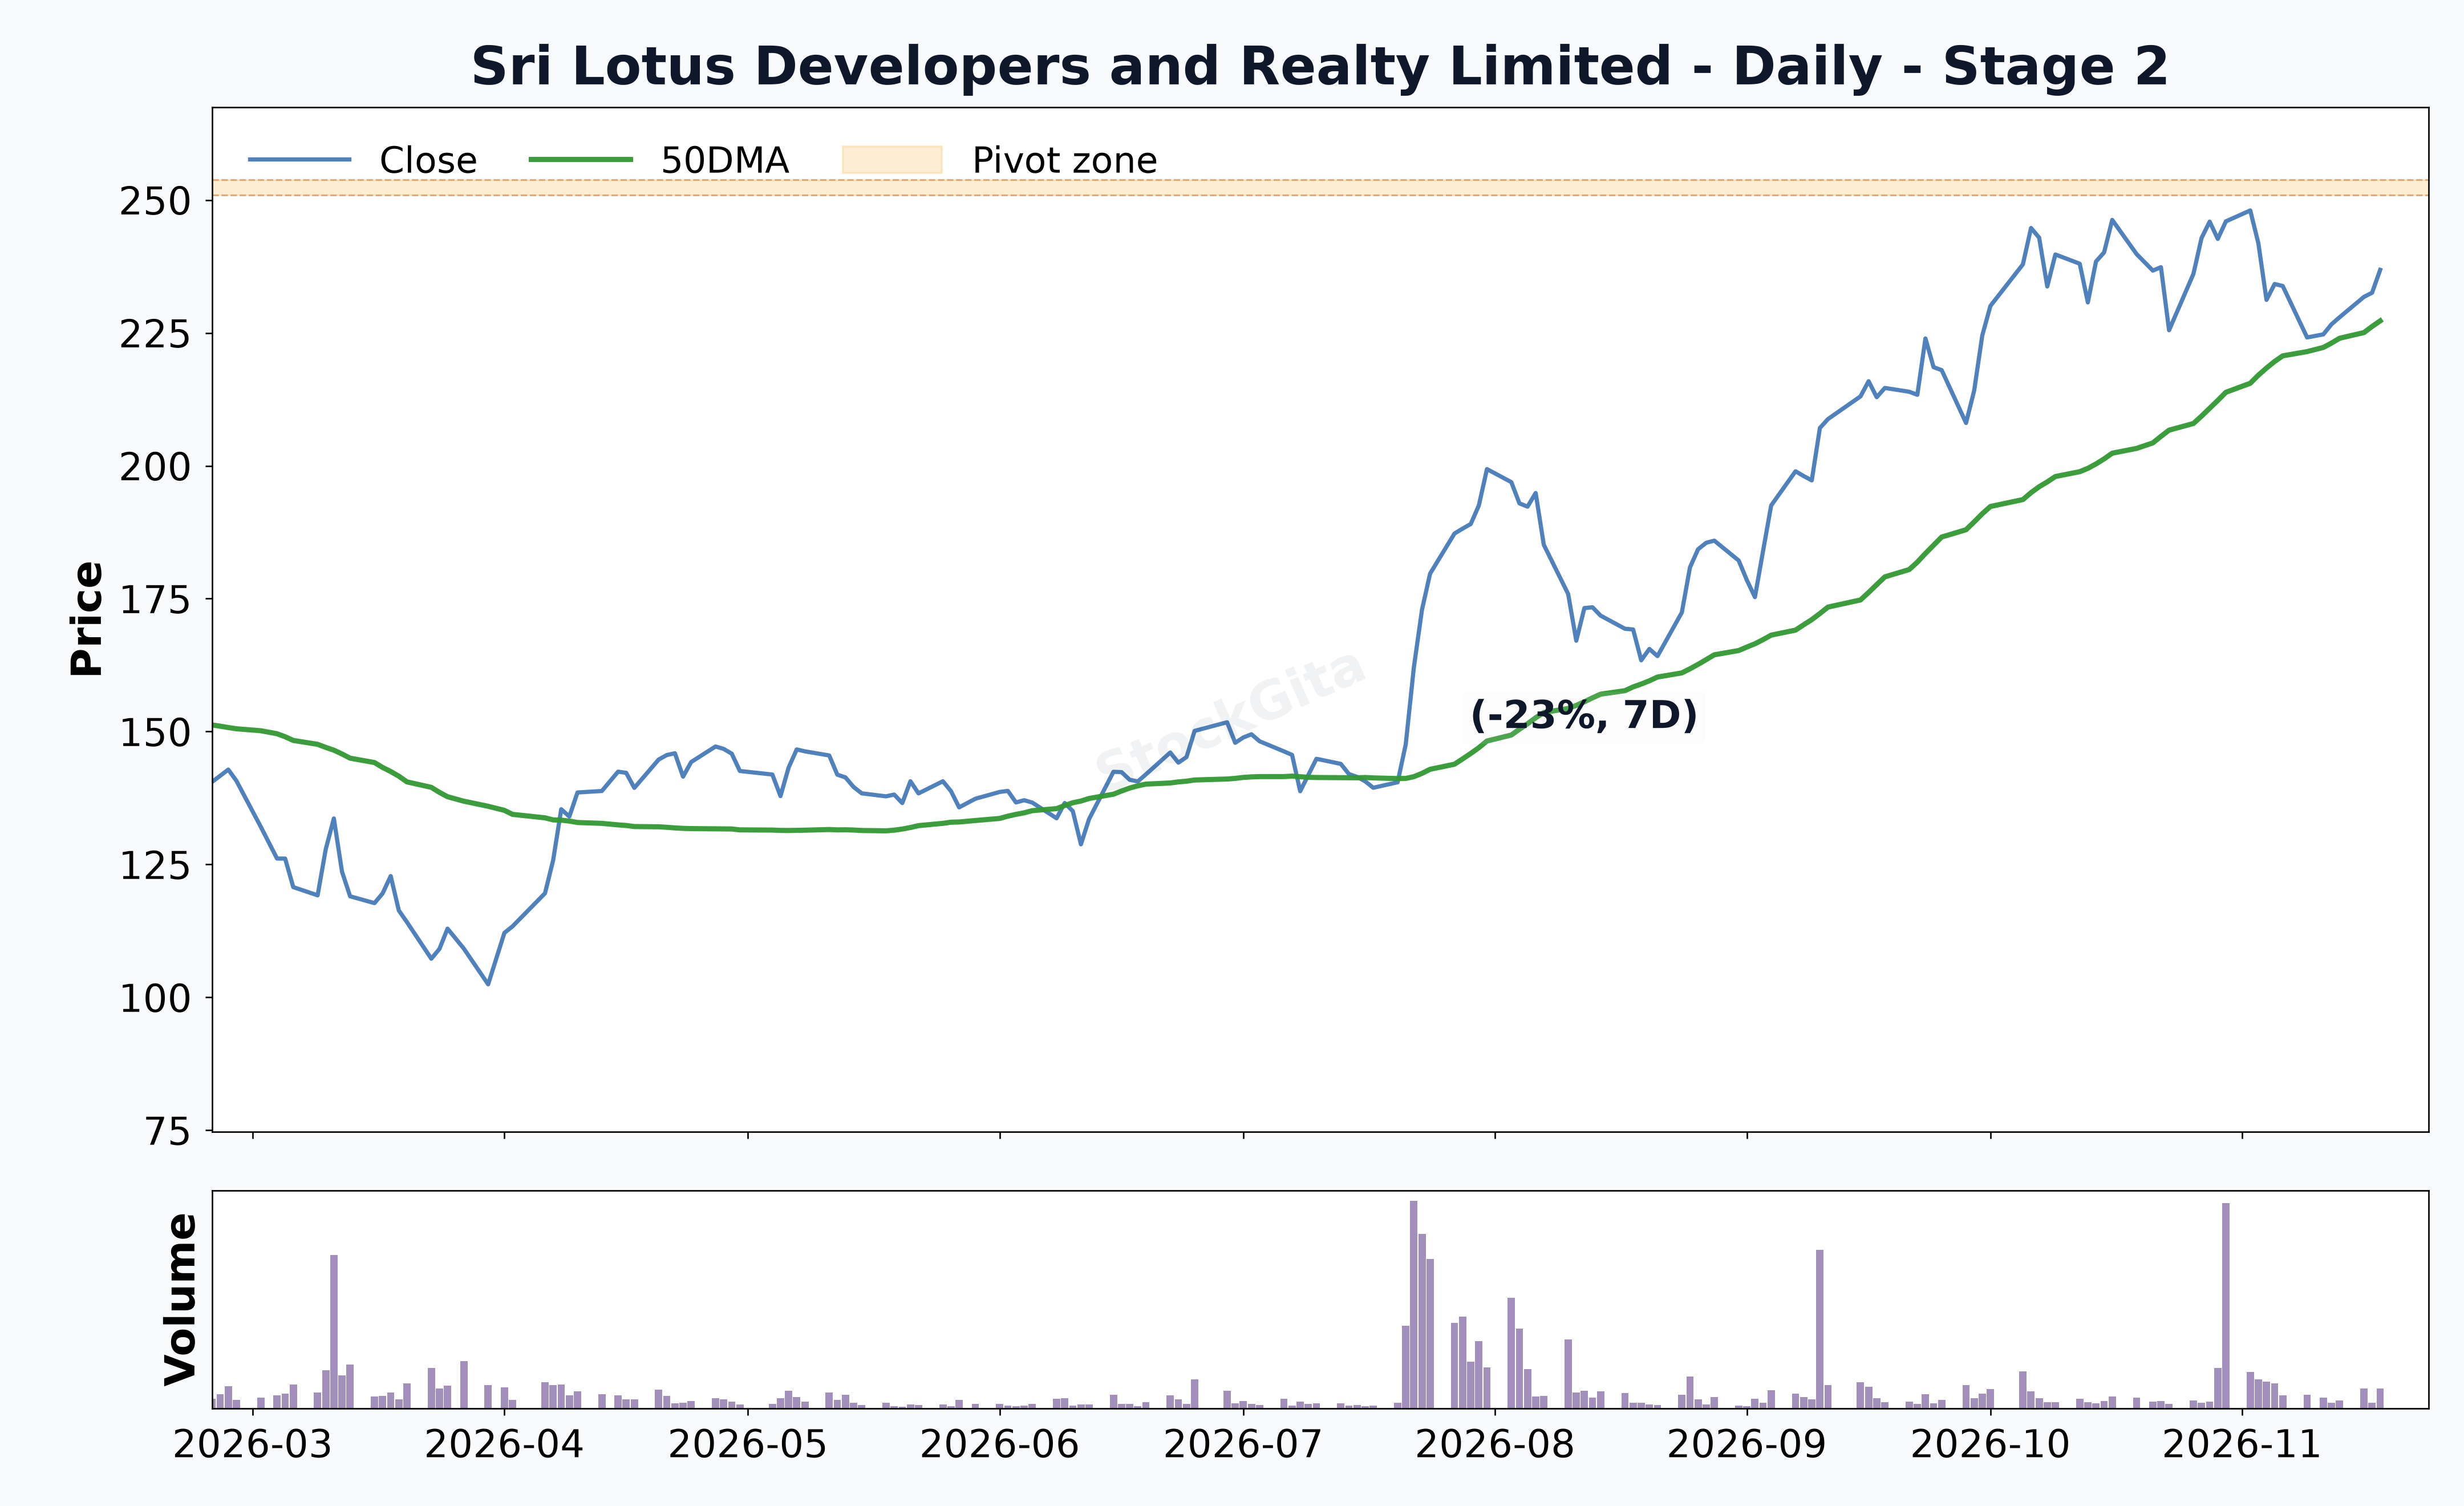 Sri Lotus Developers and Realty Limited - Daily - Stage 2
Close 50DMA Pivot zone
250
225
200
175
150
125
100
75
Price
StockGita
(-23%, 7D)
Volume
2026-03 2026-04 2026-05 2026-06 2026-07 2026-08 2026-09 2026-10 2026-11